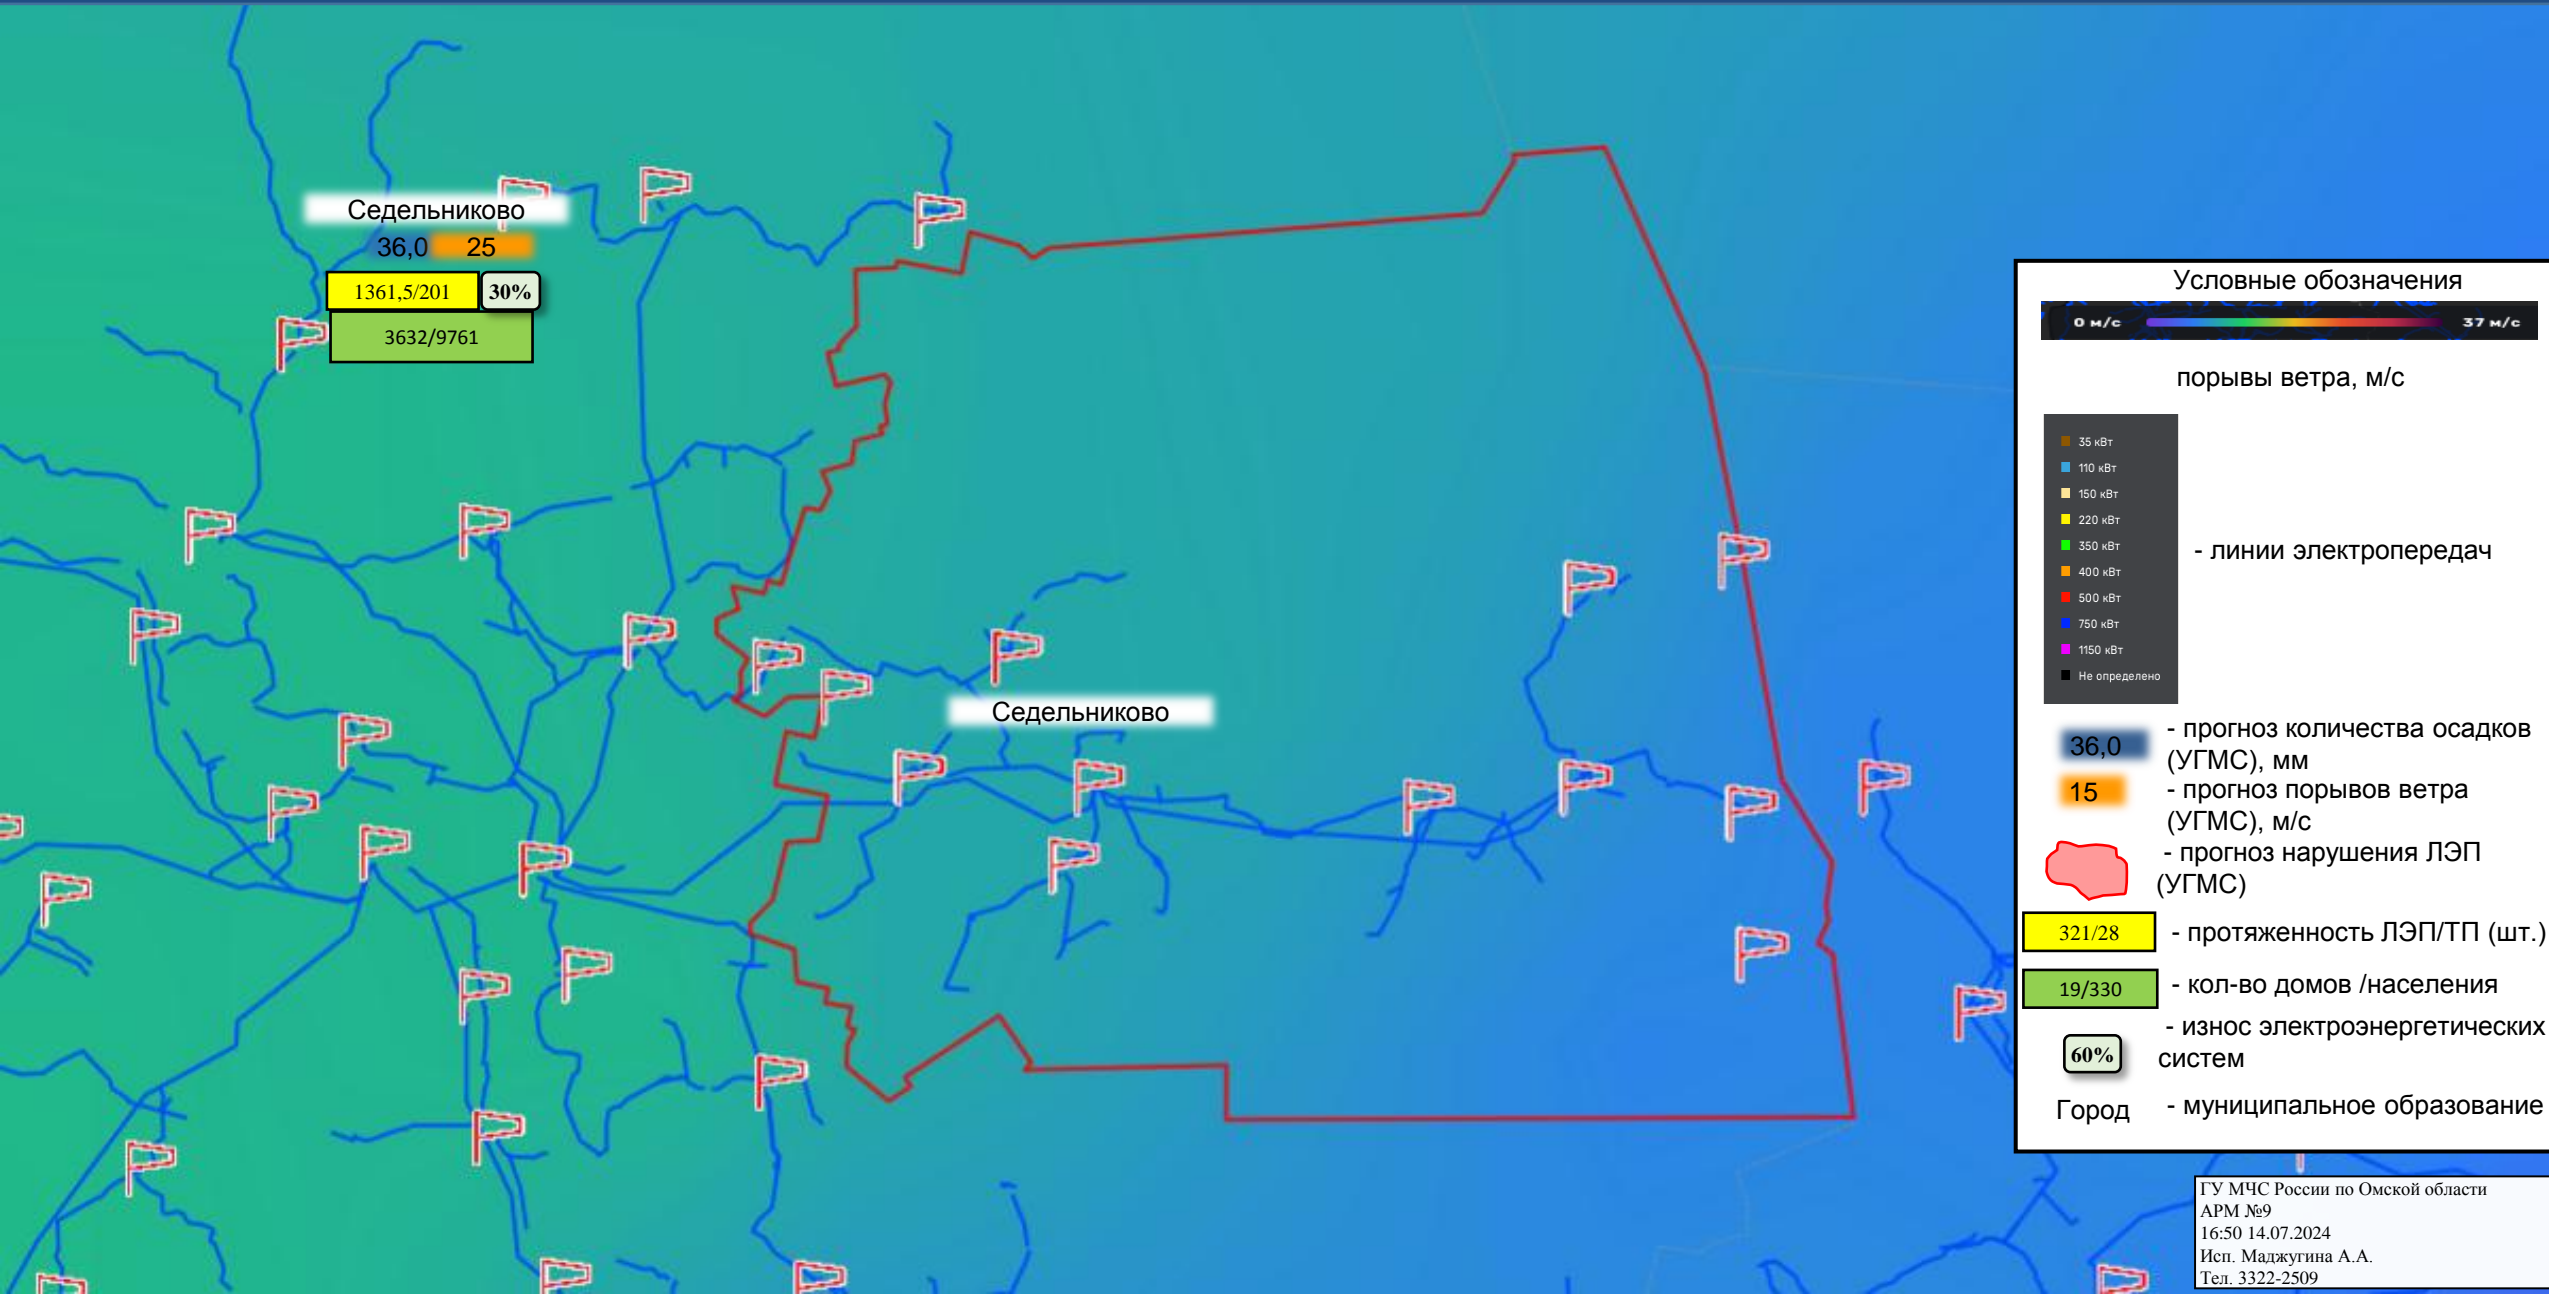 Седельниково
36,0 25
1361,5/201 30%
3632/9761
Седельниково
Условные обозначения
0 м/с 37 м/с
порывы ветра, м/с
35 кВт
110 кВт
150 кВт
220 кВт
350 кВт
400 кВт
500 кВт
750 кВт
1150 кВт
Не определено
- линии электропередач
36,0 - прогноз количества осадков
(УГМС), мм
15 - прогноз порывов ветра
(УГМС), м/с
- прогноз нарушения ЛЭП
(УГМС)
321/28 - протяженность ЛЭП/ТП (шт.)
19/330 - кол-во домов /населения
60% - износ электроэнергетических
систем
Город - муниципальное образование
ГУ МЧС России по Омской области
АРМ №9
16:50 14.07.2024
Исп. Маджугина А.А.
Тел. 3322-2509